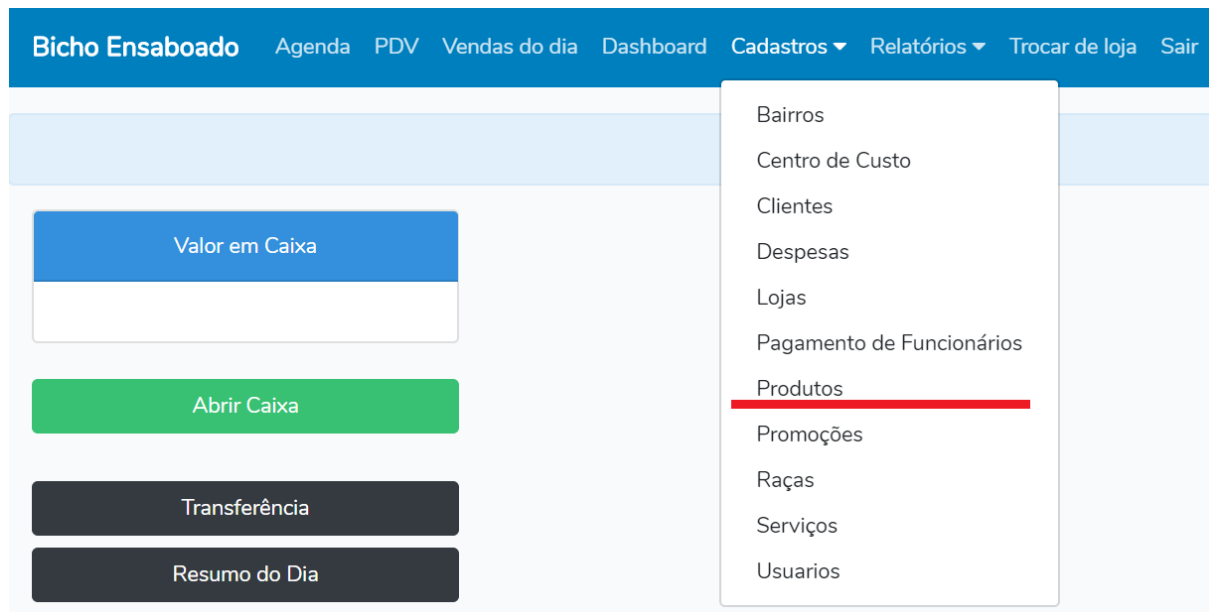 Bicho Ensaboado Agenda PDV Vendas do dia Dashboard Cadastros Relatórios Trocar de loja Sair
Bairros
Centro de Custo
Clientes
Despesas
Lojas
Pagamento de Funcionários
Produtos
Promoções
Raças
Serviços
Usuarios
Valor em Caixa
Abrir Caixa
Transferência
Resumo do Dia